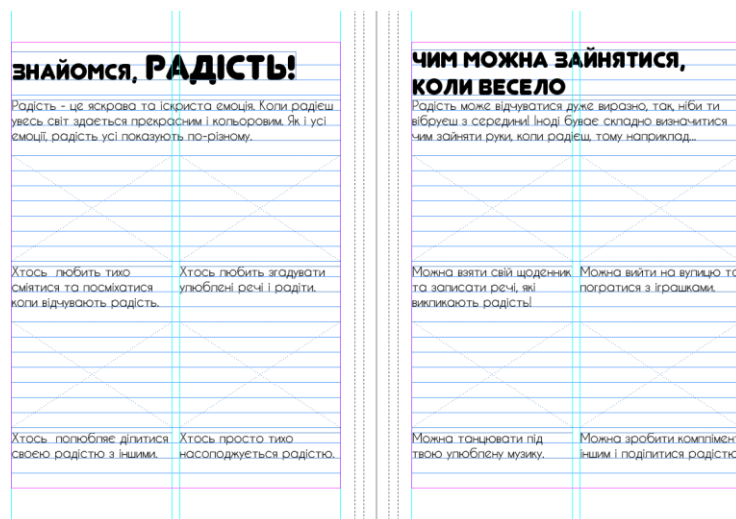 ЗНАЙОМСЯ, РАДІСТЬ!
Радість - це яскрава та іскриста емоція. Коли радієш
увесь світ здається прекрасним і кольоровим. Як і усі
емоції, радість усі показують по-різному.
Хтось любить тихо
сміятися та посміхатися
коли відчувають радість.
Хтось любить згадувати
улюблені речі і радіти.
Хтось полюбляє ділитися
своєю радістю з іншими.
Хтось просто тихо
насолоджується радістю.
ЧИМ МОЖНА ЗАЙНЯТИСЯ,
КОЛИ ВЕСЕЛО
Радість може відчуватися дуже виразно, так, ніби ти
вібруєш з середини! Іноді буває складно визначитися
чим зайняти руки, коли радієш, тому наприклад...
Можна взяти свій щоденник
та записати речі, які
викликають радість!
Можна вийти на вулицю та
погратися з іграшками.
Можна танцювати під
твою улюблену музику.
Можна зробити комплімент
іншим і поділитися радістю